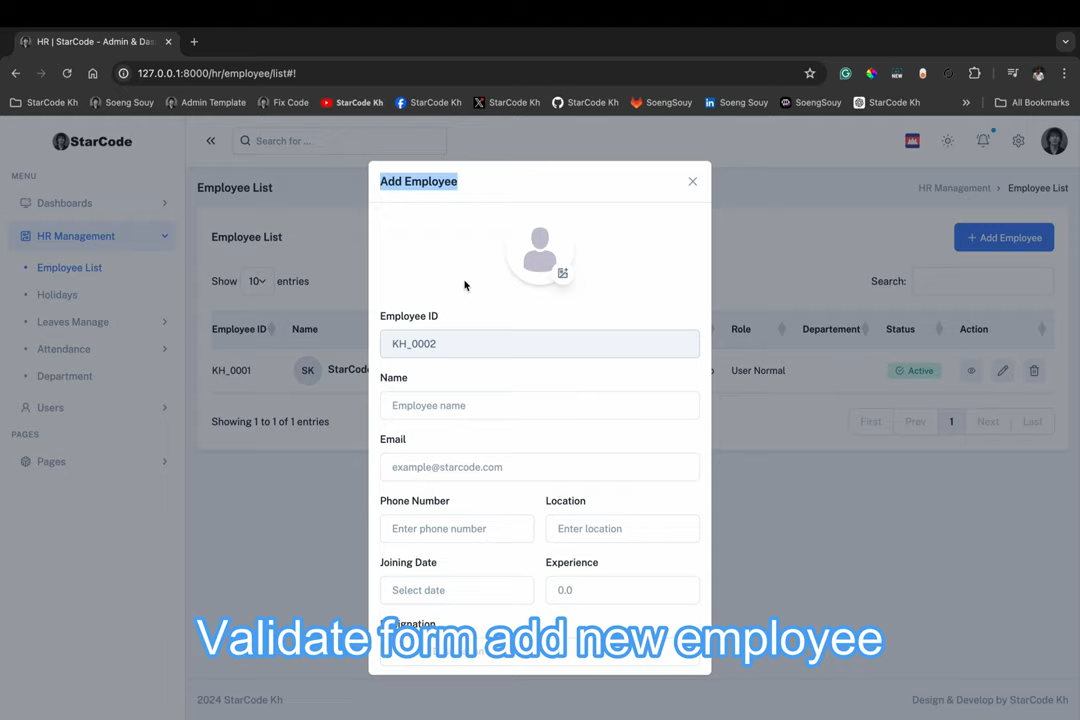 HR | StarCode - Admin & Das
127.0.0.1:8000/hr/employee/list#!
StarCode Kh Soeng Souy Admin Template Fix Code StarCode Kh StarCode Kh StarCode Kh StarCode Kh SoengSouy Soeng Souy SoengSouy StarCode Kh » All Bookmarks
StarCode
Search for ...
MENU
Dashboards
HR Management
Employee List
Holidays
Leaves Manage
Attendance
Department
Users
PAGES
Pages
Employee List
HR Management > Employee List
Employee List
+ Add Employee
Show 10 entries
Search:
Employee ID Name Role Departement Status Action
KH_0001 SK StarCode User Normal Active
Showing 1 to 1 of 1 entries
First Prev 1 Next Last
Add Employee
Employee ID
KH_0002
Name
Employee name
Email
example@starcode.com
Phone Number Location
Enter phone number Enter location
Joining Date Experience
Select date 0.0
Validate form add new employee
2024 StarCode Kh
Design & Develop by StarCode Kh